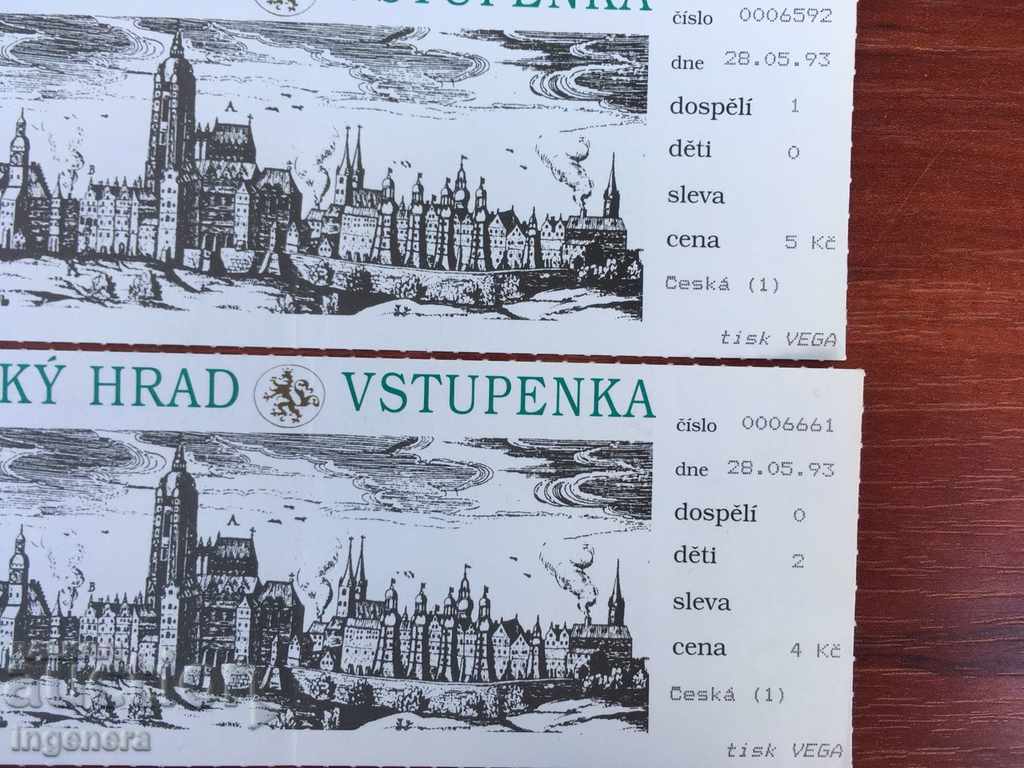 VSTUPENKA
číslo 0006592
dne 28.05.93
dospělí 1
děti 0
sleva
cena 5 Kč
Česká (1)
tisk VEGA
A
B
KÝ HRAD VSTUPENKA
číslo 0006661
dne 28.05.93
dospělí 0
děti 2
sleva
cena 4 Kč
Česká (1)
tisk VEGA
A
B
ingenera